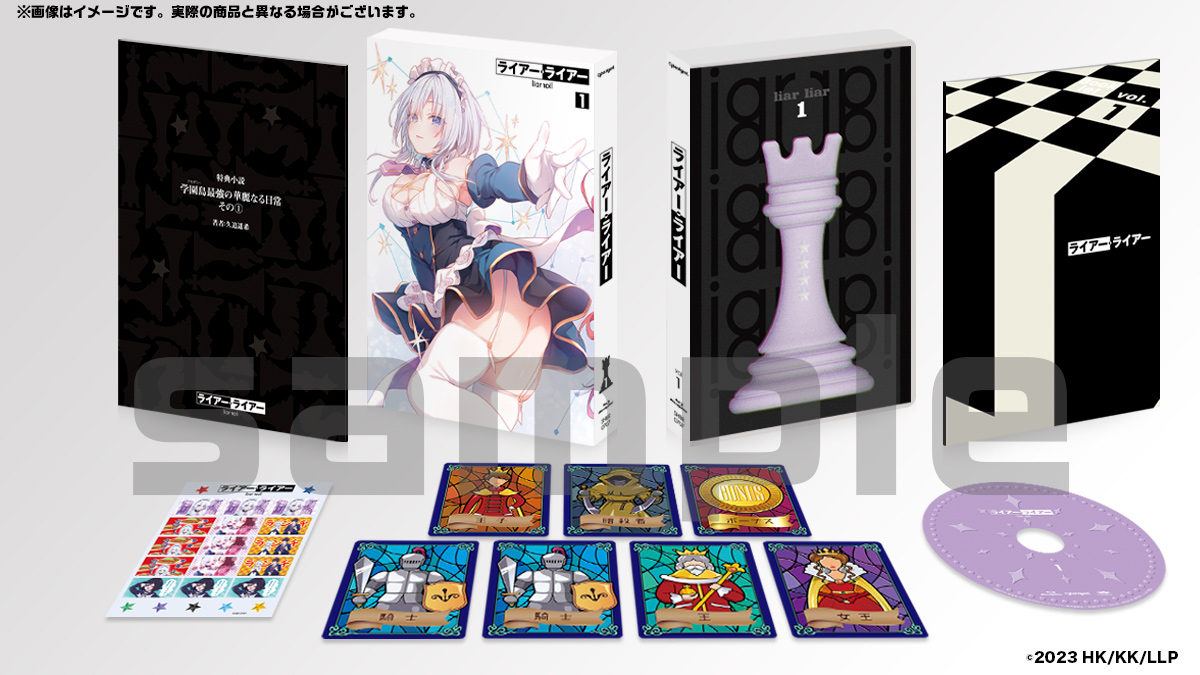 ※画像はイメージです。実際の商品と異なる場合がございます。
特典小説
学園島最強の華麗なる日常
その①
著者:久追遥希
ライアー・ライアー
liar liar
ライアー・ライアー
liar liar
1
ライアー・ライアー
ライアー・ライアー
vol.
1
liar liar
1
vol.
1
ライアー・ライアー
sample
ライアー・ライアー
liar liar
王子
暗殺者
BONUS
ボーナス
騎士
騎士
王
女王
ライアー・ライアー
1
©2023 HK/KK/LLP